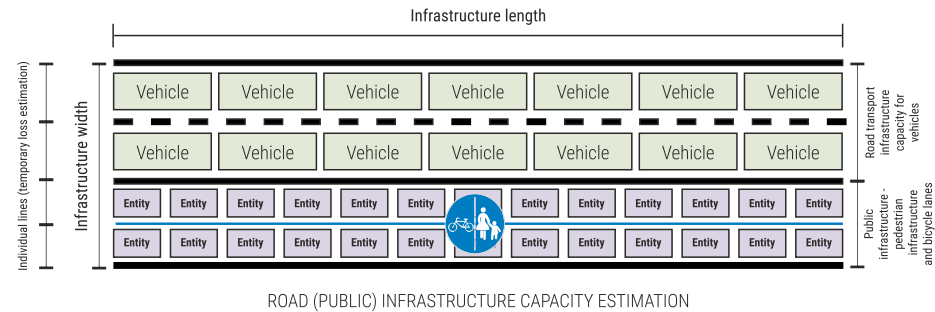 Infrastructure length
Individual lines (temporary loss estimation)
Infrastructure width
Vehicle Vehicle Vehicle Vehicle Vehicle Vehicle Vehicle
Vehicle Vehicle Vehicle Vehicle Vehicle Vehicle Vehicle
Road transport
infrastructure
capacity for
vehicles
Entity Entity Entity Entity Entity Entity Entity Entity Entity Entity Entity Entity
Entity Entity Entity Entity Entity Entity Entity Entity Entity Entity Entity Entity
Public
infrastructure -
pedestrian
infrastructure
and bicycle lanes
ROAD (PUBLIC) INFRASTRUCTURE CAPACITY ESTIMATION